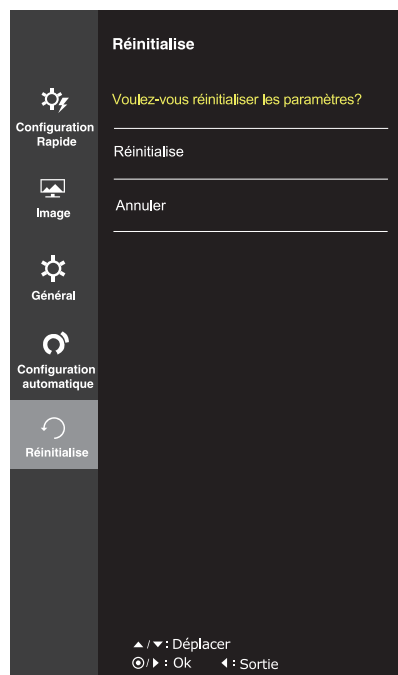 Réinitialise
Voulez-vous réinitialiser les paramètres?
Réinitialise
Annuler
Configuration
Rapide
Image
Général
Configuration
automatique
Réinitialise
▲/▼: Déplacer
◉/▶: Ok ◀: Sortie